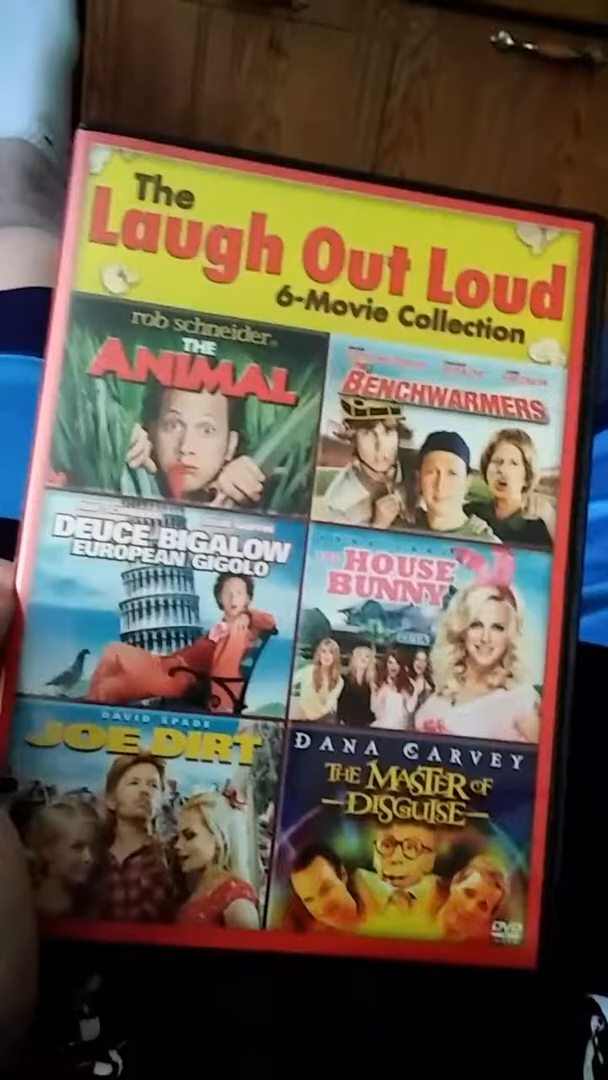 The
Laugh Out Loud
6-Movie Collection
rob schneider
THE
ANIMAL
BENCHWARMERS
DEUCE BIGALOW
EUROPEAN GIGOLO
THE HOUSE
BUNNY
DAVID SPADE
JOE DIRT
DANA CARVEY
THE MASTER OF
-DISGUISE-
DVD